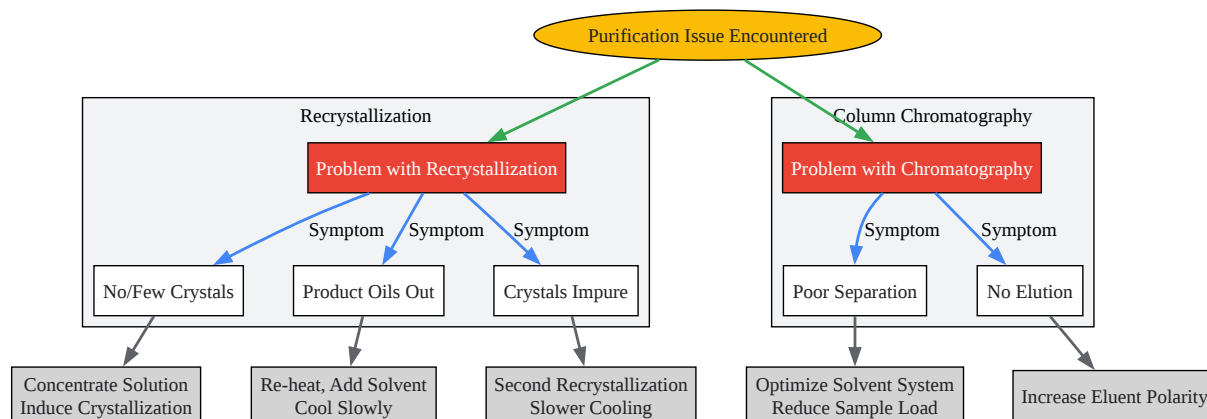 Purification Issue Encountered
Recrystallization
Column Chromatography
Problem with Recrystallization
Problem with Chromatography
Symptom
Symptom
Symptom
Symptom
Symptom
No/Few Crystals
Product Oils Out
Crystals Impure
Poor Separation
No Elution
Concentrate Solution
Induce Crystallization
Re-heat, Add Solvent
Cool Slowly
Second Recrystallization
Slower Cooling
Optimize Solvent System
Reduce Sample Load
Increase Eluent Polarity